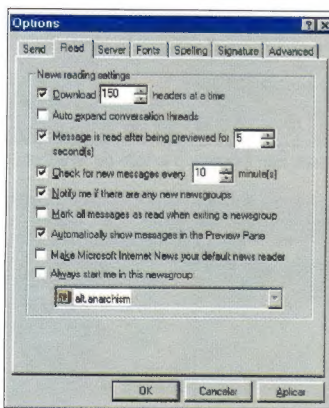 Options
Send Read Server Fonts Spelling Signature Advanced
News reading settings
Download 150 headers at a time
Auto expand conversation threads
Message is read after being previewed for 5
second(s)
Check for new messages every 10 minute(s)
Notify me if there are any new newsgroups
Mark all messages as read when exiting a newsgroup
Automatically show messages in the Preview Pane
Make Microsoft Internet News your default news reader
Always start me in this newsgroup:
alt.anarchism
OK Cancelar Aplicar